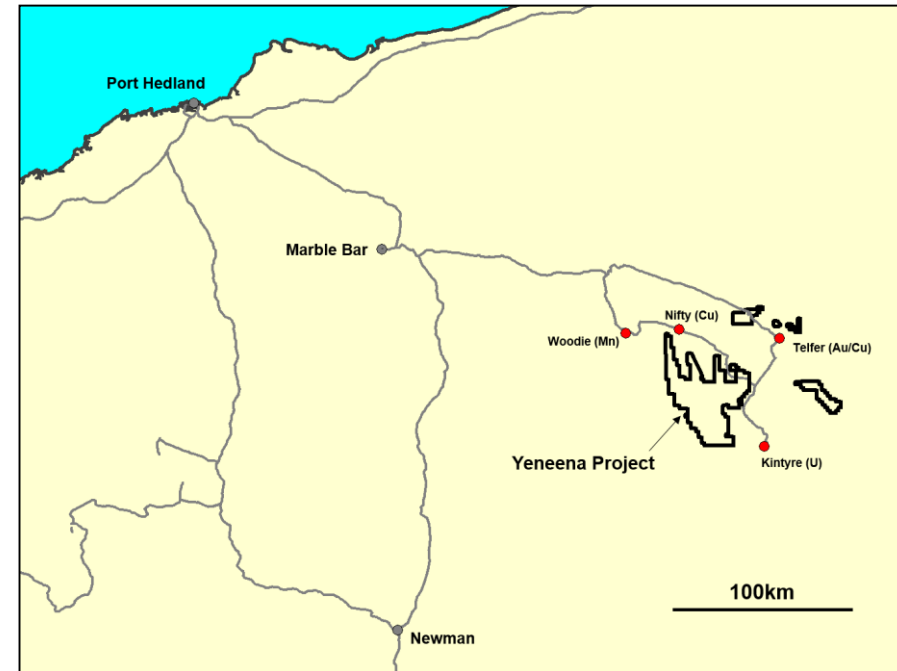 Port Hedland
Marble Bar
Nifty (Cu)
Woodie (Mn)
Telfer (Au/Cu)
Yeneena Project
Kintyre (U)
100km
Newman